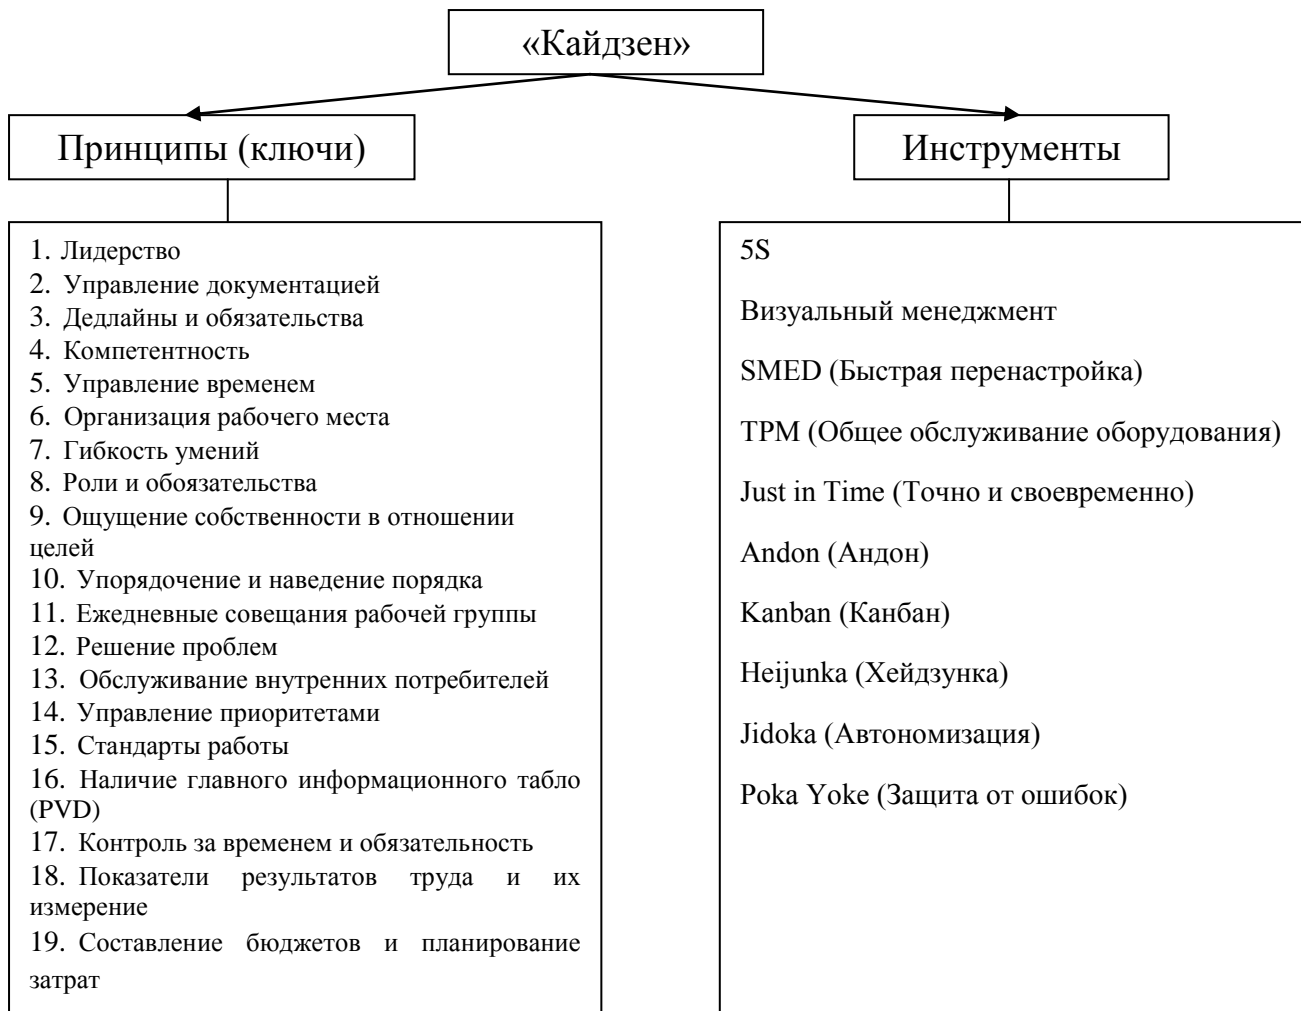 «Кайдзен»
Принципы (ключи)
Инструменты
1. Лидерство
2. Управление документацией
3. Дедлайны и обязательства
4. Компетентность
5. Управление временем
6. Организация рабочего места
7. Гибкость умений
8. Роли и обоязательства
9. Ощущение собственности в отношении
целей
10. Упорядочение и наведение порядка
11. Ежедневные совещания рабочей группы
12. Решение проблем
13. Обслуживание внутренних потребителей
14. Управление приоритетами
15. Стандарты работы
16. Наличие главного информационного табло
(PVD)
17. Контроль за временем и обязательность
18. Показатели результатов труда и их
измерение
19. Составление бюджетов и планирование
затрат
5S
Визуальный менеджмент
SMED (Быстрая перенастройка)
TPM (Общее обслуживание оборудования)
Just in Time (Точно и своевременно)
Andon (Андон)
Kanban (Канбан)
Heijunka (Хейдзунка)
Jidoka (Автономизация)
Poka Yoke (Защита от ошибок)